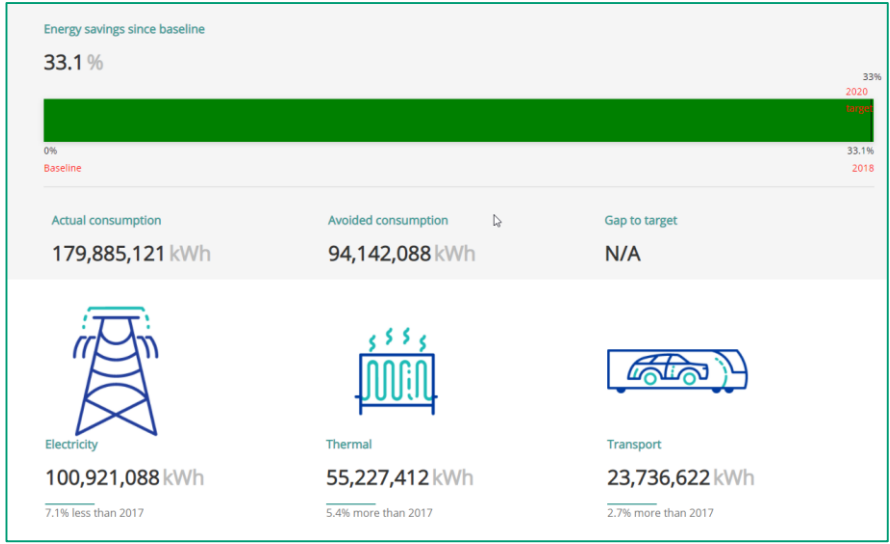 Energy savings since baseline
33.1 %
33%
2020
target
0%
33.1%
Baseline
2018
Actual consumption
Avoided consumption
Gap to target
179,885,121 kWh
94,142,088 kWh
N/A
Electricity
Thermal
Transport
100,921,088 kWh
55,227,412 kWh
23,736,622 kWh
7.1% less than 2017
5.4% more than 2017
2.7% more than 2017